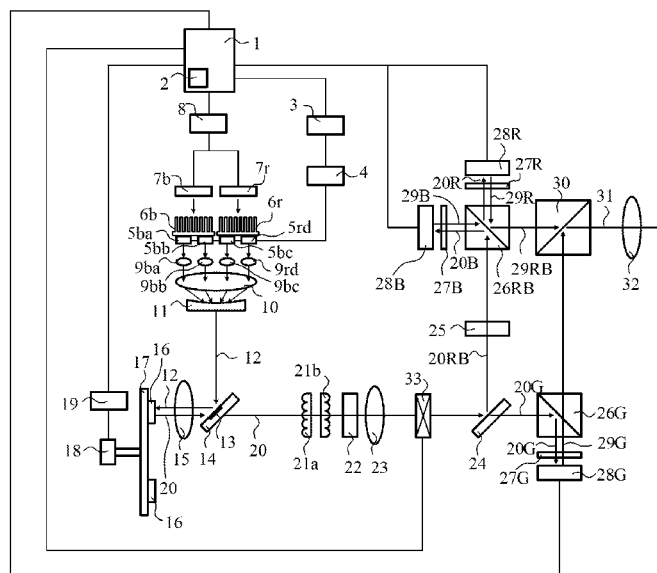 1
2
3
8
4
7b
7r
6b
6r
5ba
5rd
5bb
5bc
9ba
9rd
9bb
9bc
10
11
28R
27R
20R
29R
29B
30
31
28B
27B
20B
26RB
29RB
32
25
20RB
12
17
16
12
21b
33
19
18
20
16
15
14
13
20
21a
22
23
24
20G
26G
20G
29G
27G
28G